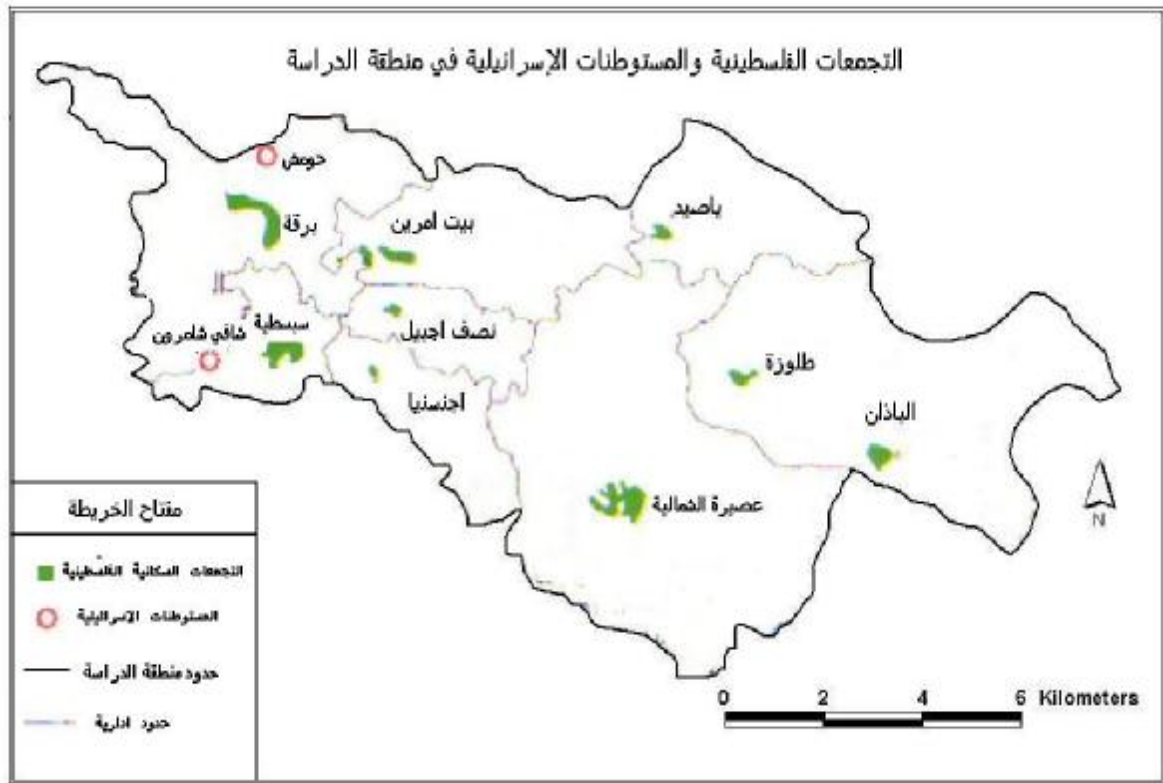 التجمعات الفلسطينية والمستوطنات الإسرائيلية في منطقة الدراسة
حومش
برقة
بيت امرين
ياصيد
سبسطية
شافي شامرون
نصف اجبيل
اجنسنيا
طلوزة
الباذان
عصيرة الشمالية
N
مفتاح الخريطة
التجمعات السكانية الفلسطينية
المستوطنات الاسرائيلية
حدود منطقة الدراسة
حدود ادارية
0 2 4 6 Kilometers